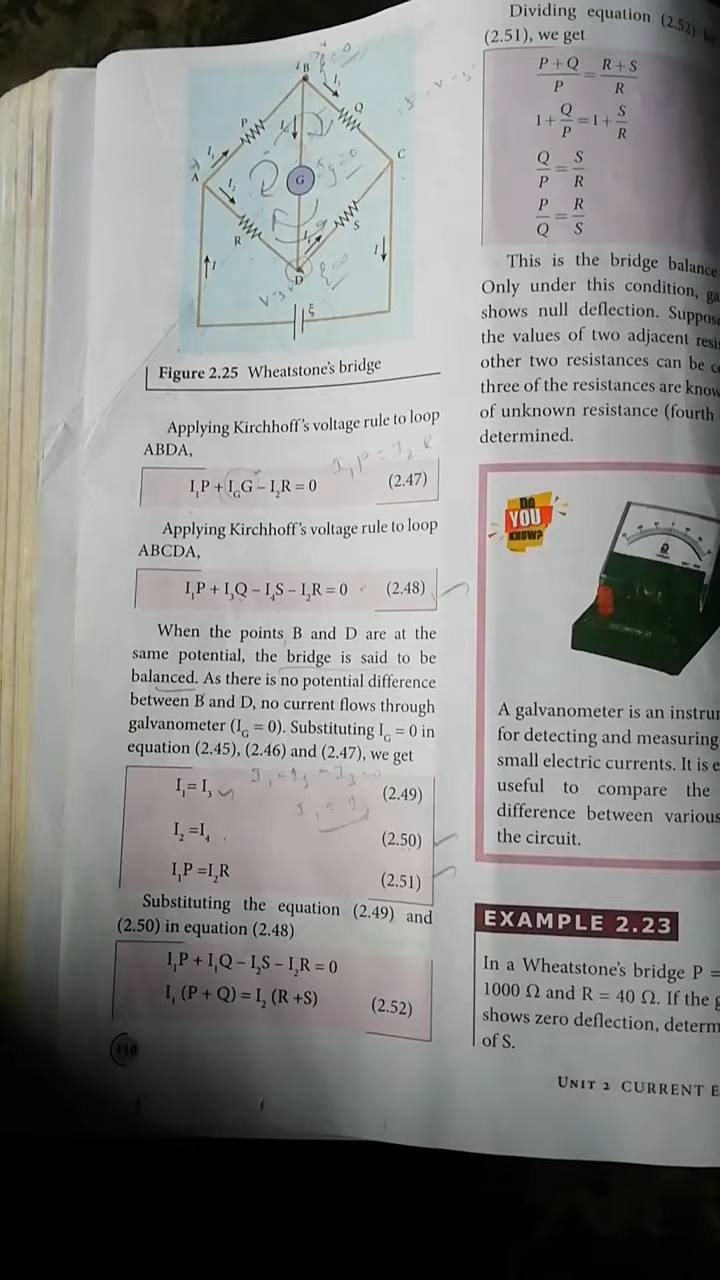 B
I₁
P
Q
I₁
A
G
C
I₂
R
S
I
I
D
ξ
Figure 2.25 Wheatstone's bridge
Applying Kirchhoff's voltage rule to loop
ABDA,
I₁P = I₂R
I₁P + I_G G – I₂R = 0 (2.47)
Applying Kirchhoff's voltage rule to loop
ABCDA,
I₁P + I₃Q – I₄S – I₂R = 0 (2.48)
When the points B and D are at the
same potential, the bridge is said to be
balanced. As there is no potential difference
between B and D, no current flows through
galvanometer (I_G = 0). Substituting I_G = 0 in
equation (2.45), (2.46) and (2.47), we get
I₁ = I₃ (2.49)
I₂ = I₄ (2.50)
I₁P = I₂R (2.51)
Substituting the equation (2.49) and
(2.50) in equation (2.48)
I₁P + I₁Q – I₂S – I₂R = 0
I₁ (P + Q) = I₂ (R +S) (2.52)
110
Dividing equation (2.52)
(2.51), we get
P+Q/P = R+S/R
1+Q/P = 1+S/R
Q/P = S/R
P/Q = R/S
This is the bridge balance
Only under this condition,
shows null deflection.
the values of two adjacent
other two resistances can be
three of the resistances are
of unknown resistance (fourth
determined.
DO
YOU
KNOW?
A galvanometer is an
for detecting and measuring
small electric currents. It is
useful to compare the
difference between various
the circuit.
EXAMPLE 2.23
In a Wheatstone's bridge P =
1000 Ω and R = 40 Ω. If the
shows zero deflection,
of S.
UNIT 2 CURRENT